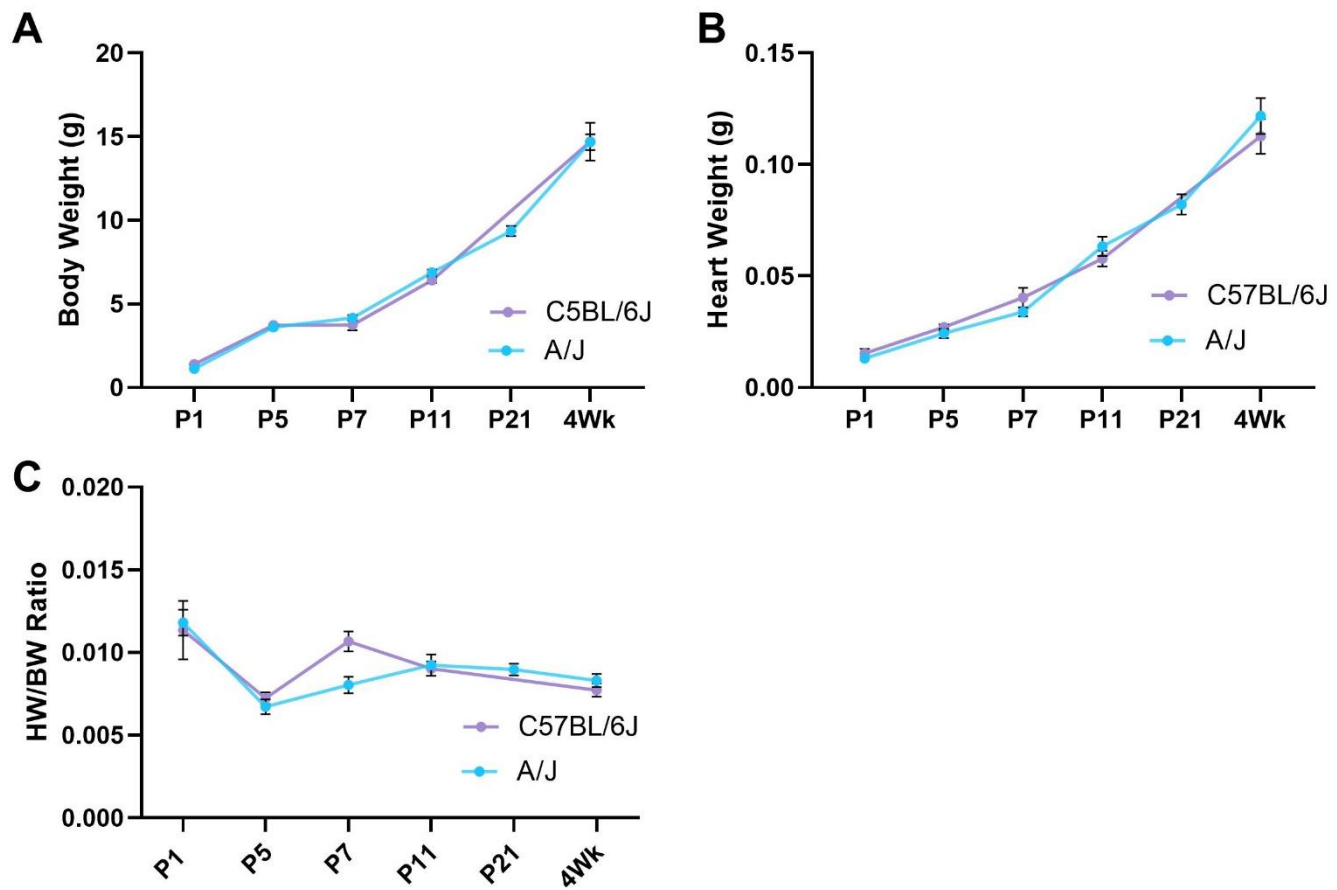 A
Body Weight (g)
20
15
10
5
0
P1 P5 P7 P11 P21 4Wk
C5BL/6J
A/J
B
Heart Weight (g)
0.15
0.10
0.05
0.00
P1 P5 P7 P11 P21 4Wk
C57BL/6J
A/J
C
HW/BW Ratio
0.020
0.015
0.010
0.005
0.000
P1 P5 P7 P11 P21 4Wk
C57BL/6J
A/J